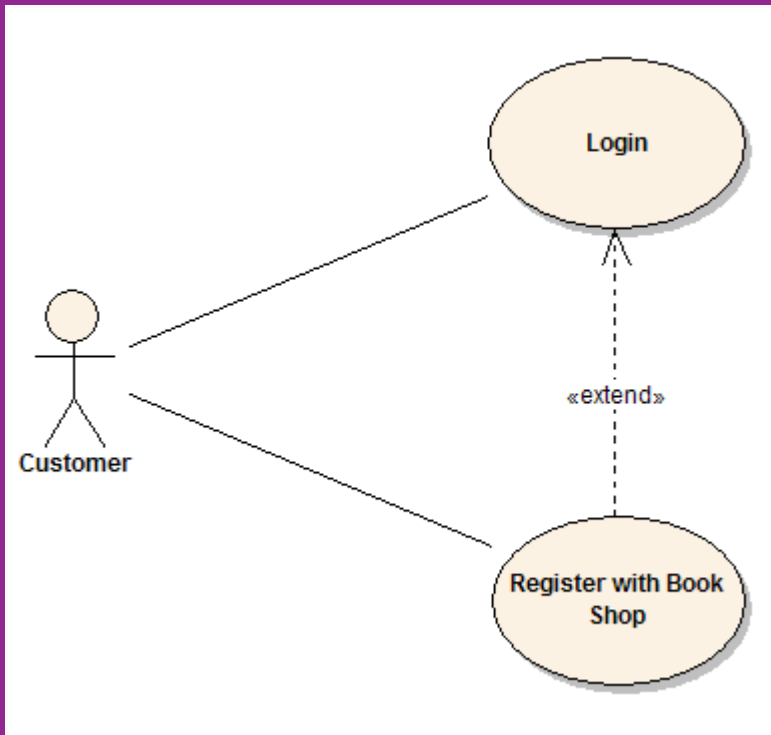 Login
«extend»
Customer
Register with Book
Shop